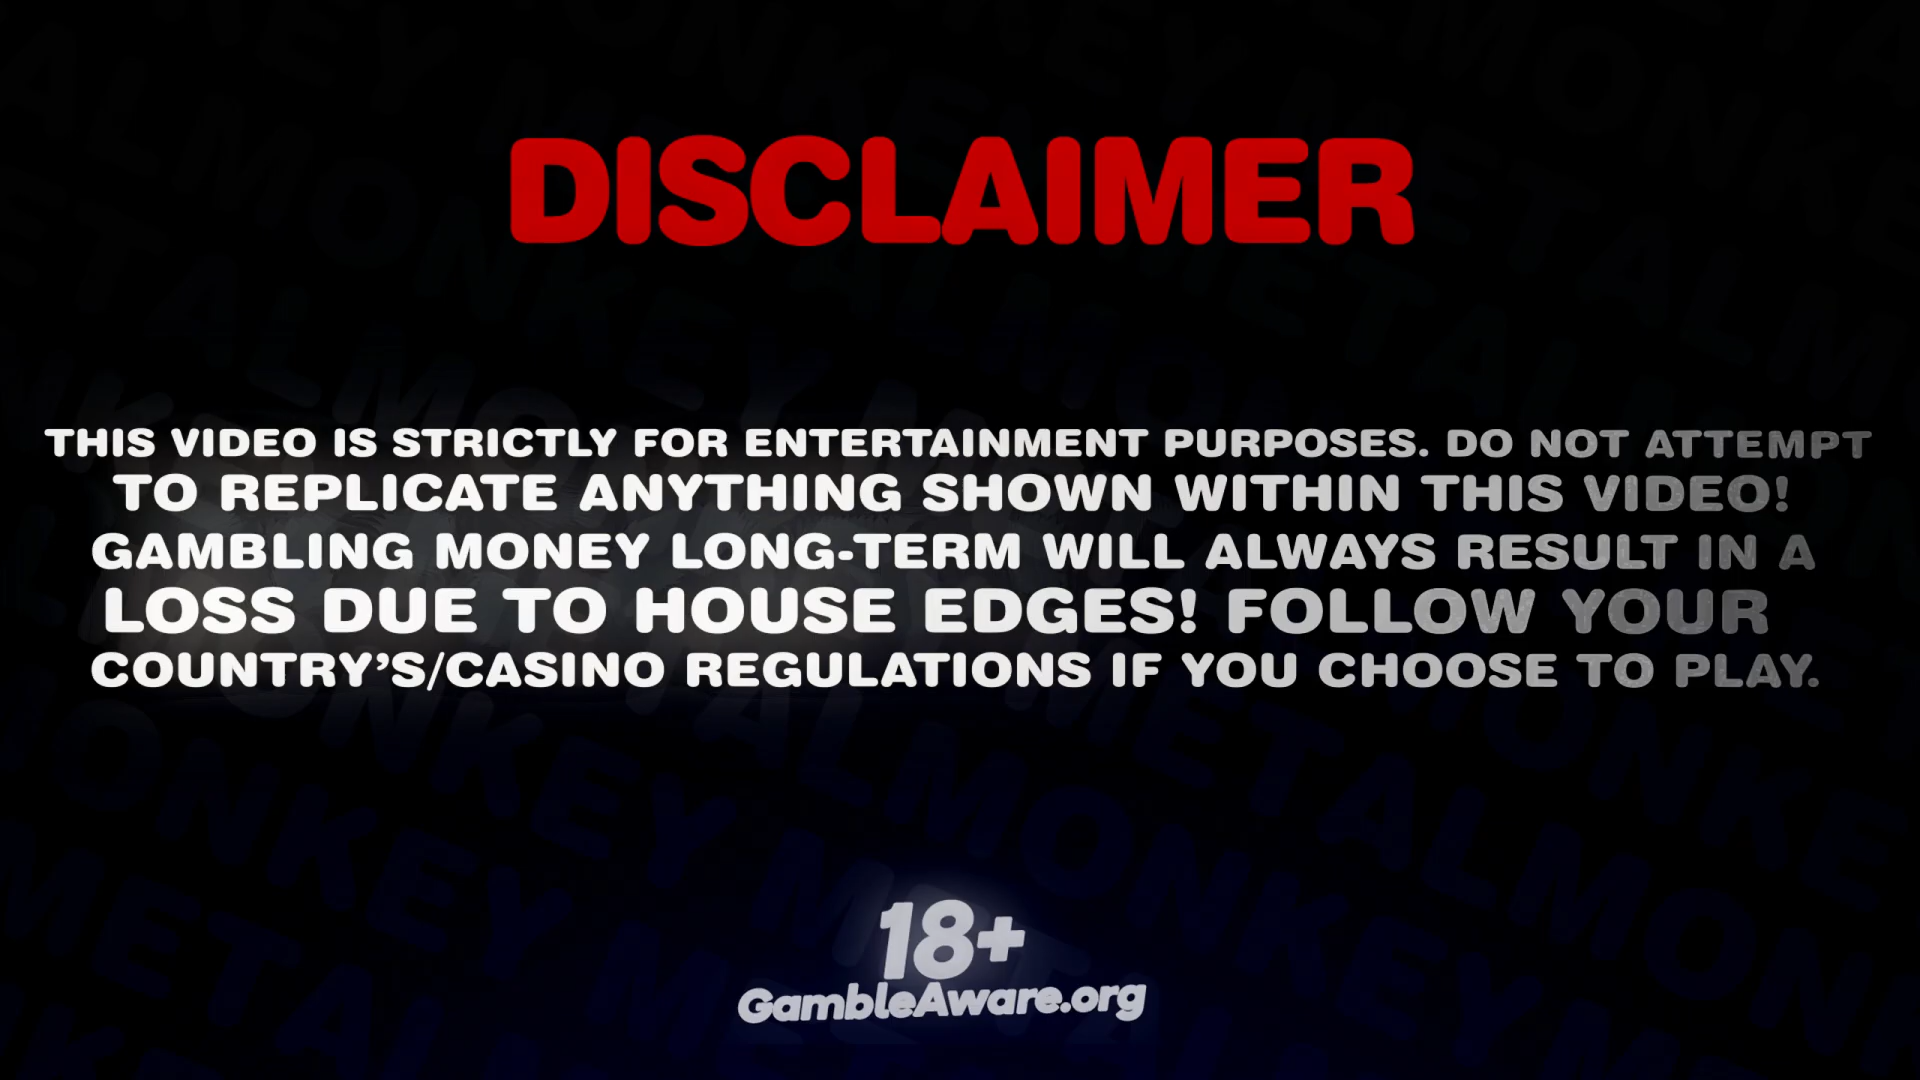 DISCLAIMER
THIS VIDEO IS STRICTLY FOR ENTERTAINMENT PURPOSES. DO NOT ATTEMPT
TO REPLICATE ANYTHING SHOWN WITHIN THIS VIDEO!
GAMBLING MONEY LONG-TERM WILL ALWAYS RESULT IN A
LOSS DUE TO HOUSE EDGES! FOLLOW YOUR
COUNTRY’S/CASINO REGULATIONS IF YOU CHOOSE TO PLAY.
18+
GambleAware.org